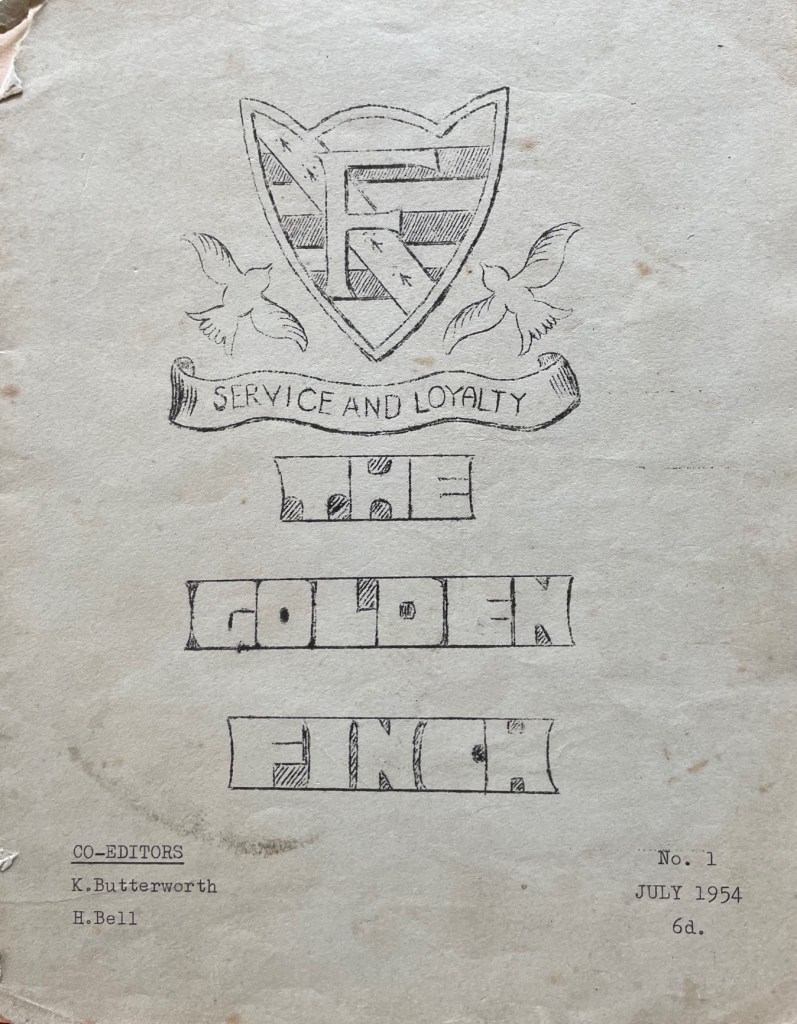 F
SERVICE AND LOYALTY
THE
GOLDEN
FINCH
CO-EDITORS
K.Butterworth
H.Bell
No. 1
JULY 1954
6d.